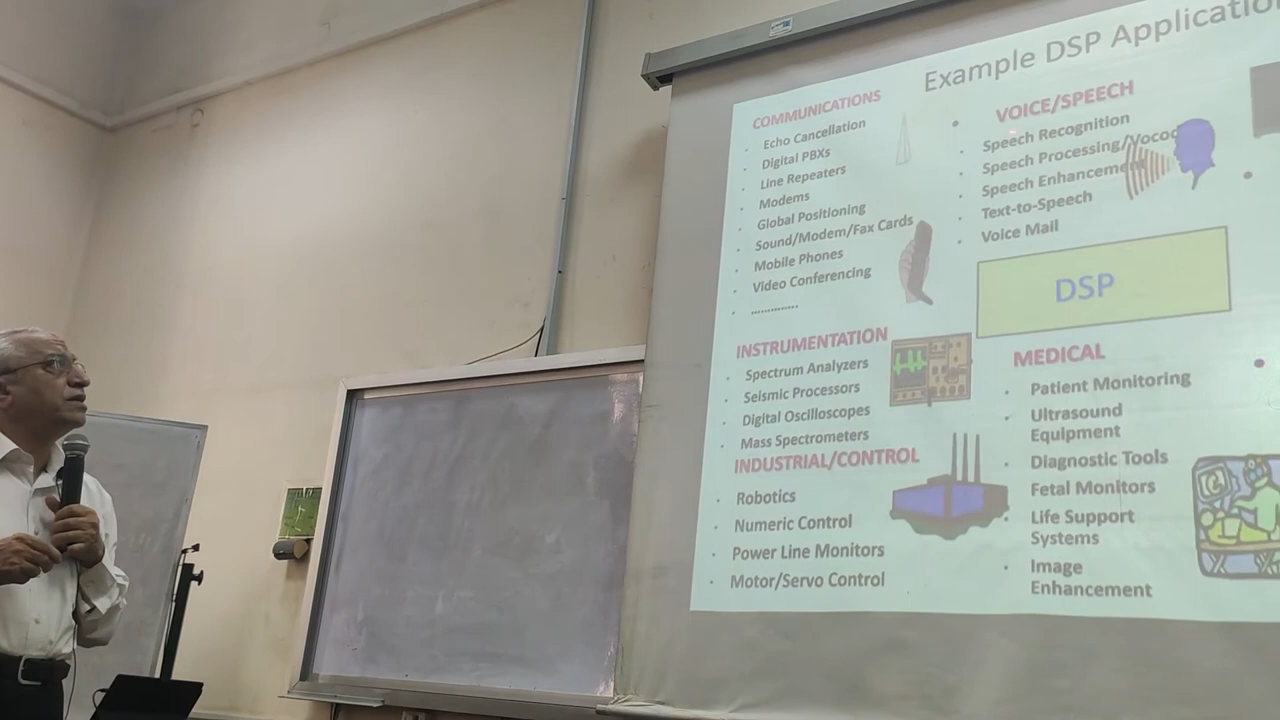 Example DSP Applicatio
COMMUNICATIONS
Echo Cancellation
Digital PBXs
Line Repeaters
Modems
Global Positioning
Sound/Modem/Fax Cards
Mobile Phones
Video Conferencing
..............
VOICE/SPEECH
Speech Recognition
Speech Processing/Vocod
Speech Enhancement
Text-to-Speech
Voice Mail
DSP
INSTRUMENTATION
Spectrum Analyzers
Seismic Processors
Digital Oscilloscopes
Mass Spectrometers
INDUSTRIAL/CONTROL
Robotics
Numeric Control
Power Line Monitors
Motor/Servo Control
MEDICAL
Patient Monitoring
Ultrasound
Equipment
Diagnostic Tools
Fetal Monitors
Life Support
Systems
Image
Enhancement